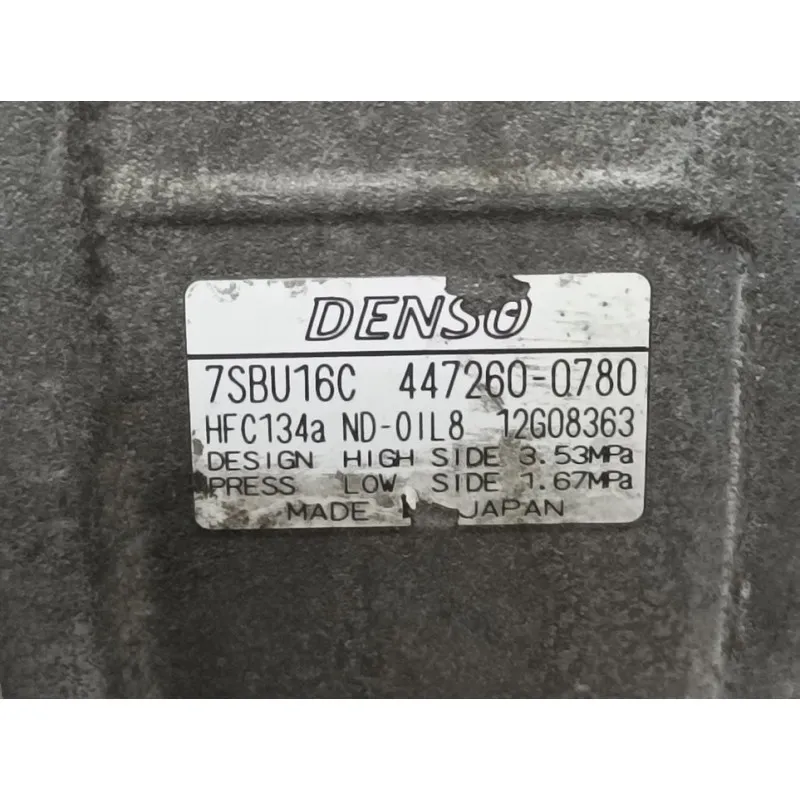 DENSO
7SBU16C 447260-0780
HFC134a ND-OIL8 12G08363
DESIGN HIGH SIDE 3.53MPa
PRESS LOW SIDE 1.67MPa
MADE JAPAN